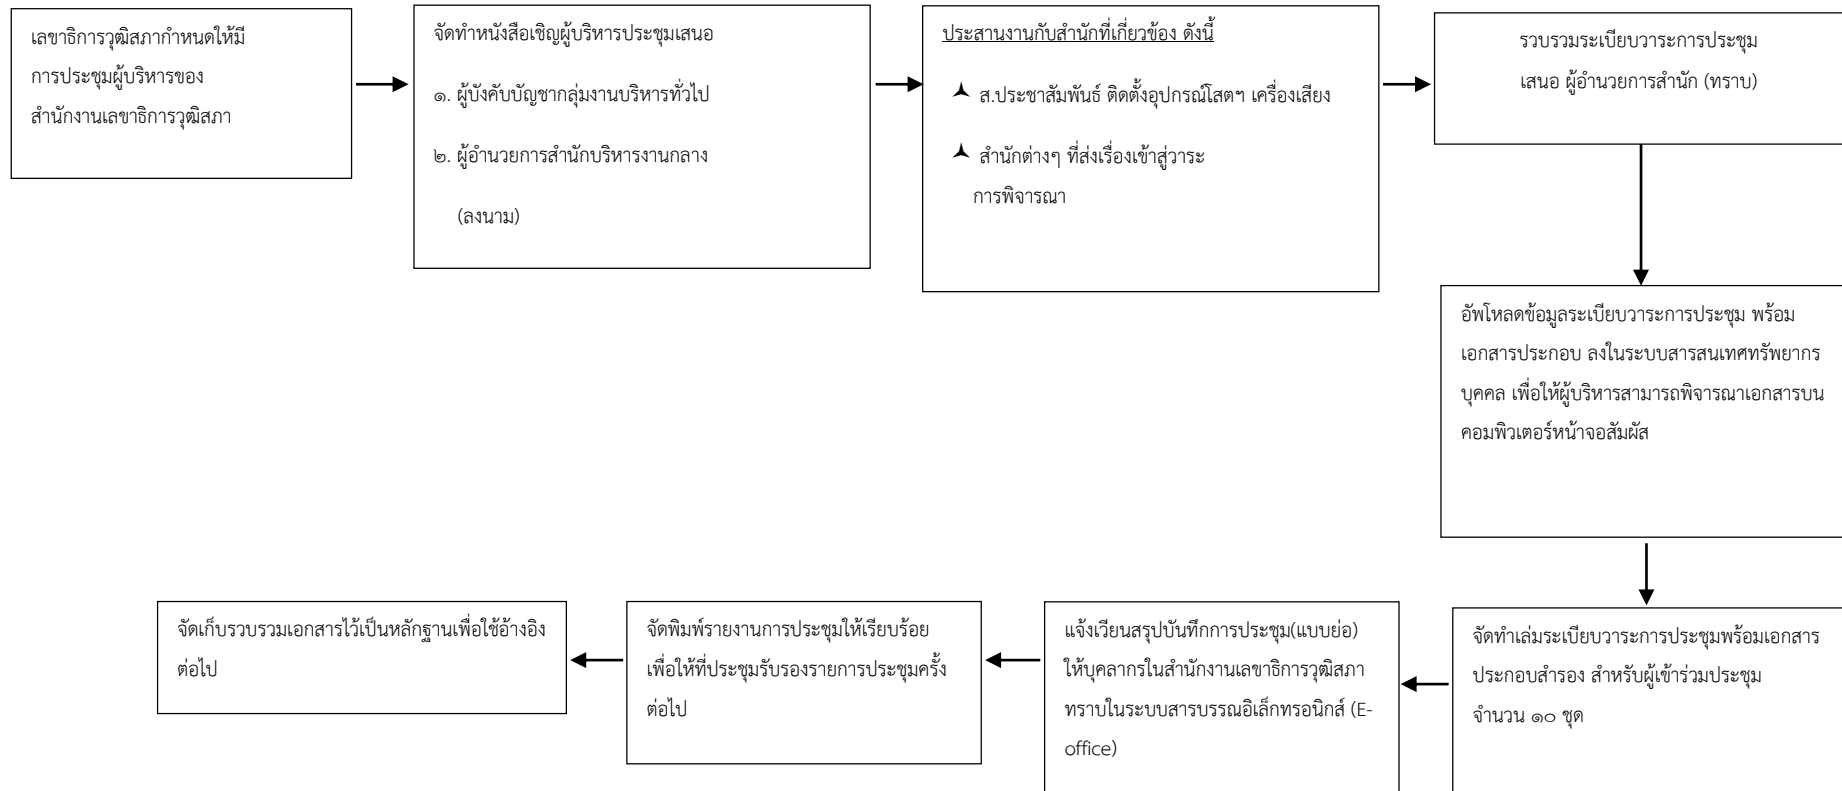 เลขาธิการวุฒิสภากำหนดให้มี
การประชุมผู้บริหารของ
สำนักงานเลขาธิการวุฒิสภา
จัดทำหนังสือเชิญผู้บริหารประชุมเสนอ
๑. ผู้บังคับบัญชากลุ่มงานบริหารทั่วไป
๒. ผู้อำนวยการสำนักบริหารงานกลาง
(ลงนาม)
ประสานงานกับสำนักที่เกี่ยวข้อง ดังนี้
ส.ประชาสัมพันธ์ ติดตั้งอุปกรณ์โสตฯ เครื่องเสียง
สำนักต่างๆ ที่ส่งเรื่องเข้าสู่วาระ
การพิจารณา
รวบรวมระเบียบวาระการประชุม
เสนอ ผู้อำนวยการสำนัก (ทราบ)
อัพโหลดข้อมูลระเบียบวาระการประชุม พร้อม
เอกสารประกอบ ลงในระบบสารสนเทศทรัพยากร
บุคคล เพื่อให้ผู้บริหารสามารถพิจารณาเอกสารบน
คอมพิวเตอร์หน้าจอสัมผัส
จัดทำเล่มระเบียบวาระการประชุมพร้อมเอกสาร
ประกอบสำรอง สำหรับผู้เข้าร่วมประชุม
จำนวน ๑๐ ชุด
แจ้งเวียนสรุปบันทึกการประชุม(แบบย่อ)
ให้บุคลากรในสำนักงานเลขาธิการวุฒิสภา
ทราบในระบบสารบรรณอิเล็กทรอนิกส์ (E-
office)
จัดพิมพ์รายงานการประชุมให้เรียบร้อย
เพื่อให้ที่ประชุมรับรองรายการประชุมครั้ง
ต่อไป
จัดเก็บรวบรวมเอกสารไว้เป็นหลักฐานเพื่อใช้อ้างอิง
ต่อไป